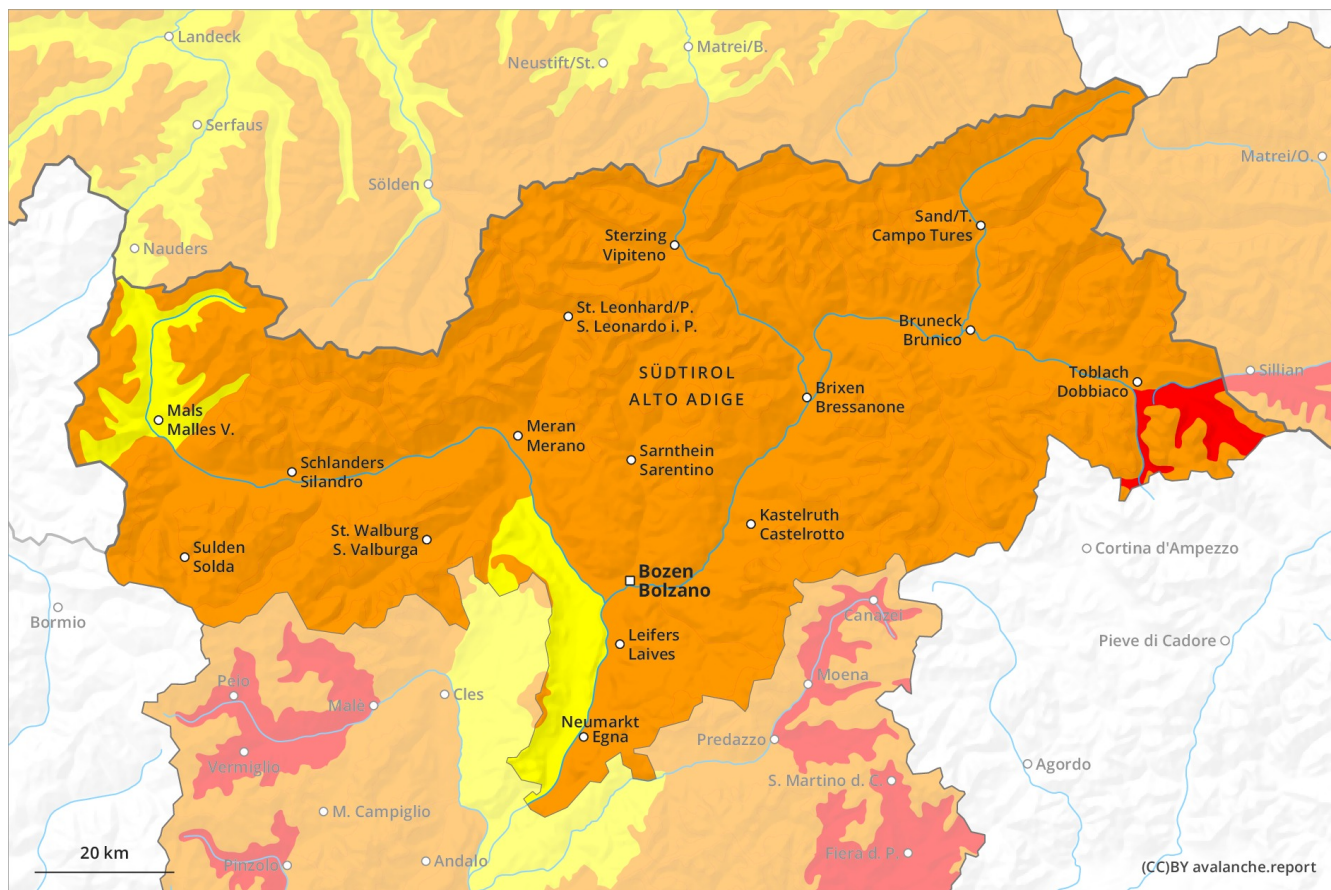 Landeck
Matrei/B.
Neustift/St.
Serfaus
Matrei/O.
Sölden
Sand/T.
Campo Tures
Sterzing
Vipiteno
Nauders
St. Leonhard/P.
S. Leonardo i. P.
Bruneck
Brunico
SÜDTIROL
ALTO ADIGE
Toblach
Dobbiaco
Sillian
Brixen
Bressanone
Mals
Malles V.
Meran
Merano
Sarnthein
Sarentino
Schlanders
Silandro
Kastelruth
Castelrotto
St. Walburg
S. Valburga
Sulden
Solda
Cortina d'Ampezzo
Bozen
Bolzano
Bormio
Canazei
Leifers
Laives
Pieve di Cadore
Peio
Moena
Cles
Malé
Neumarkt
Egna
Predazzo
Vermiglio
Agordo
S. Martino d. C.
M. Campiglio
20 km
Andalo
Fiera d. P.
Pinzolo
(CC)BY avalanche.report